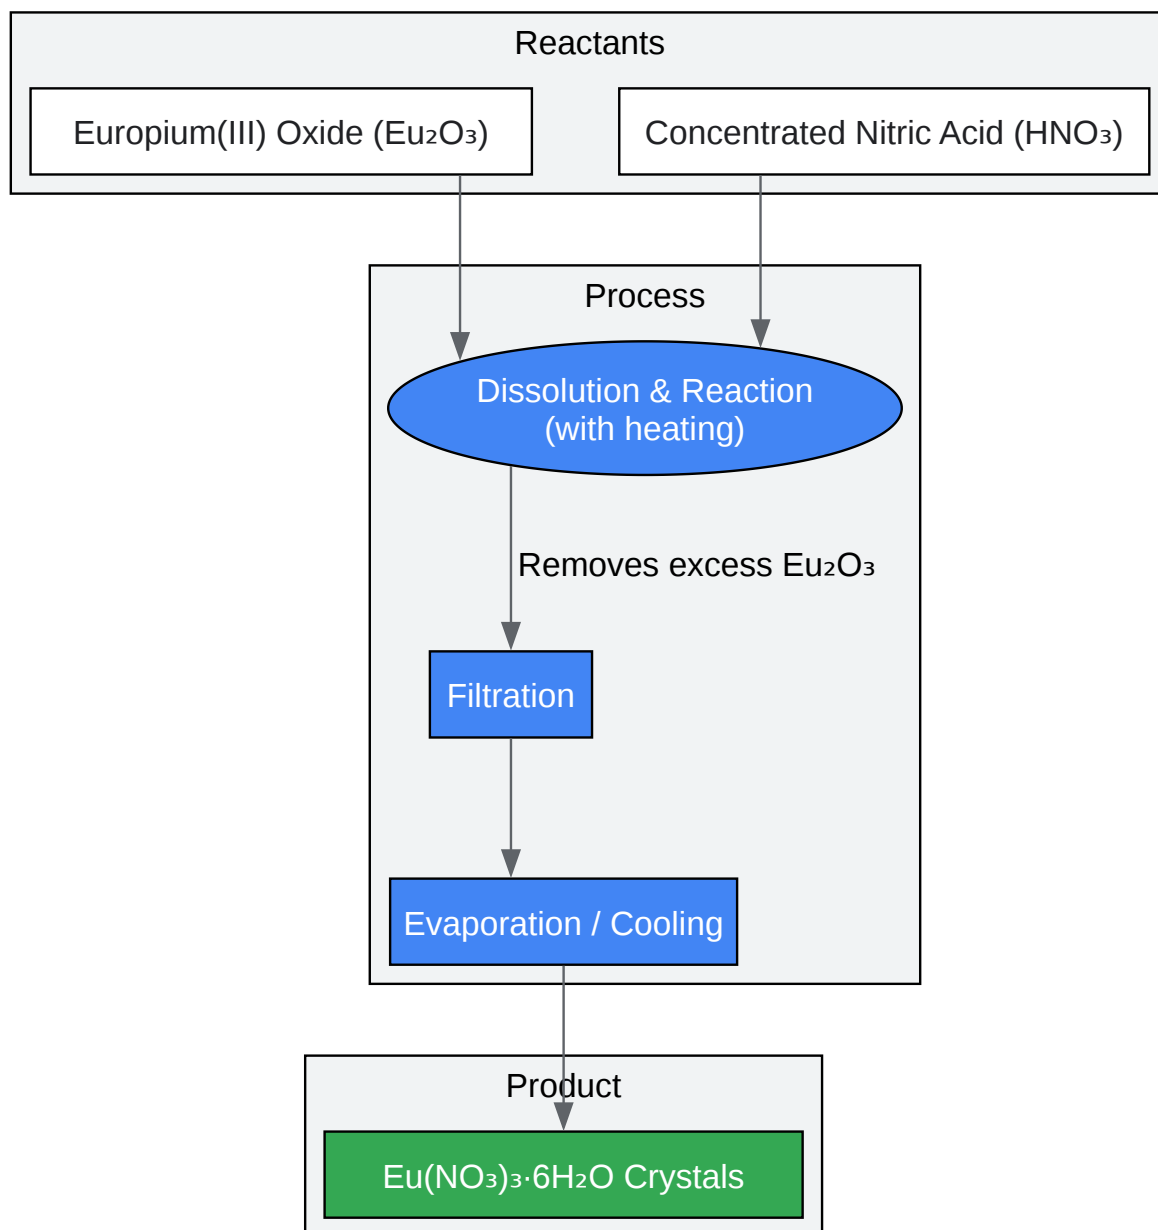 Reactants
Europium(III) Oxide (Eu₂O₃)
Concentrated Nitric Acid (HNO₃)
Process
Dissolution & Reaction
(with heating)
Removes excess Eu₂O₃
Filtration
Evaporation / Cooling
Product
Eu(NO₃)₃·6H₂O Crystals